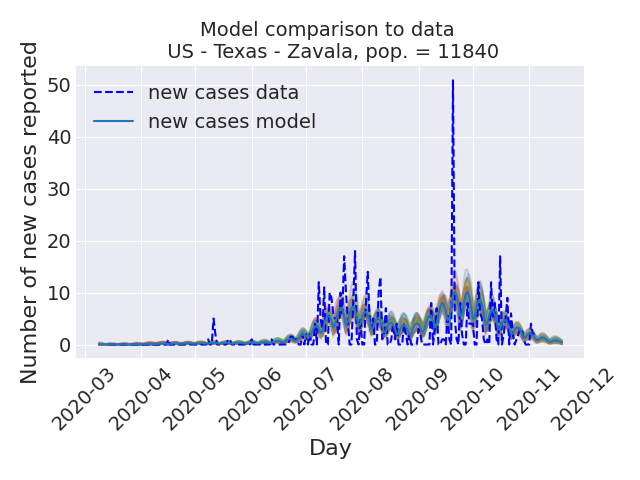 Model comparison to data
US - Texas - Zavala, pop. = 11840
Number of new cases reported
50
40
30
20
10
0
new cases data
new cases model
2020-03
2020-04
2020-05
2020-06
2020-07
2020-08
2020-09
2020-10
2020-11
2020-12
Day